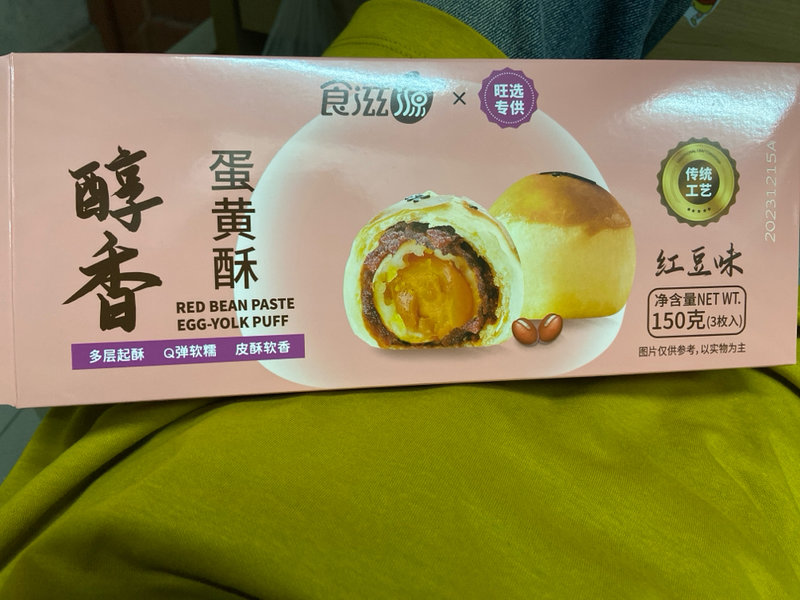 食滋源 × 旺选
专供
醇香
蛋黄酥
RED BEAN PASTE
EGG-YOLK PUFF
多层起酥 Q弹软糯 皮酥软香
传统
工艺
红豆味
净含量NET WT.
150克(3枚入)
图片仅供参考，以实物为主
20231215A